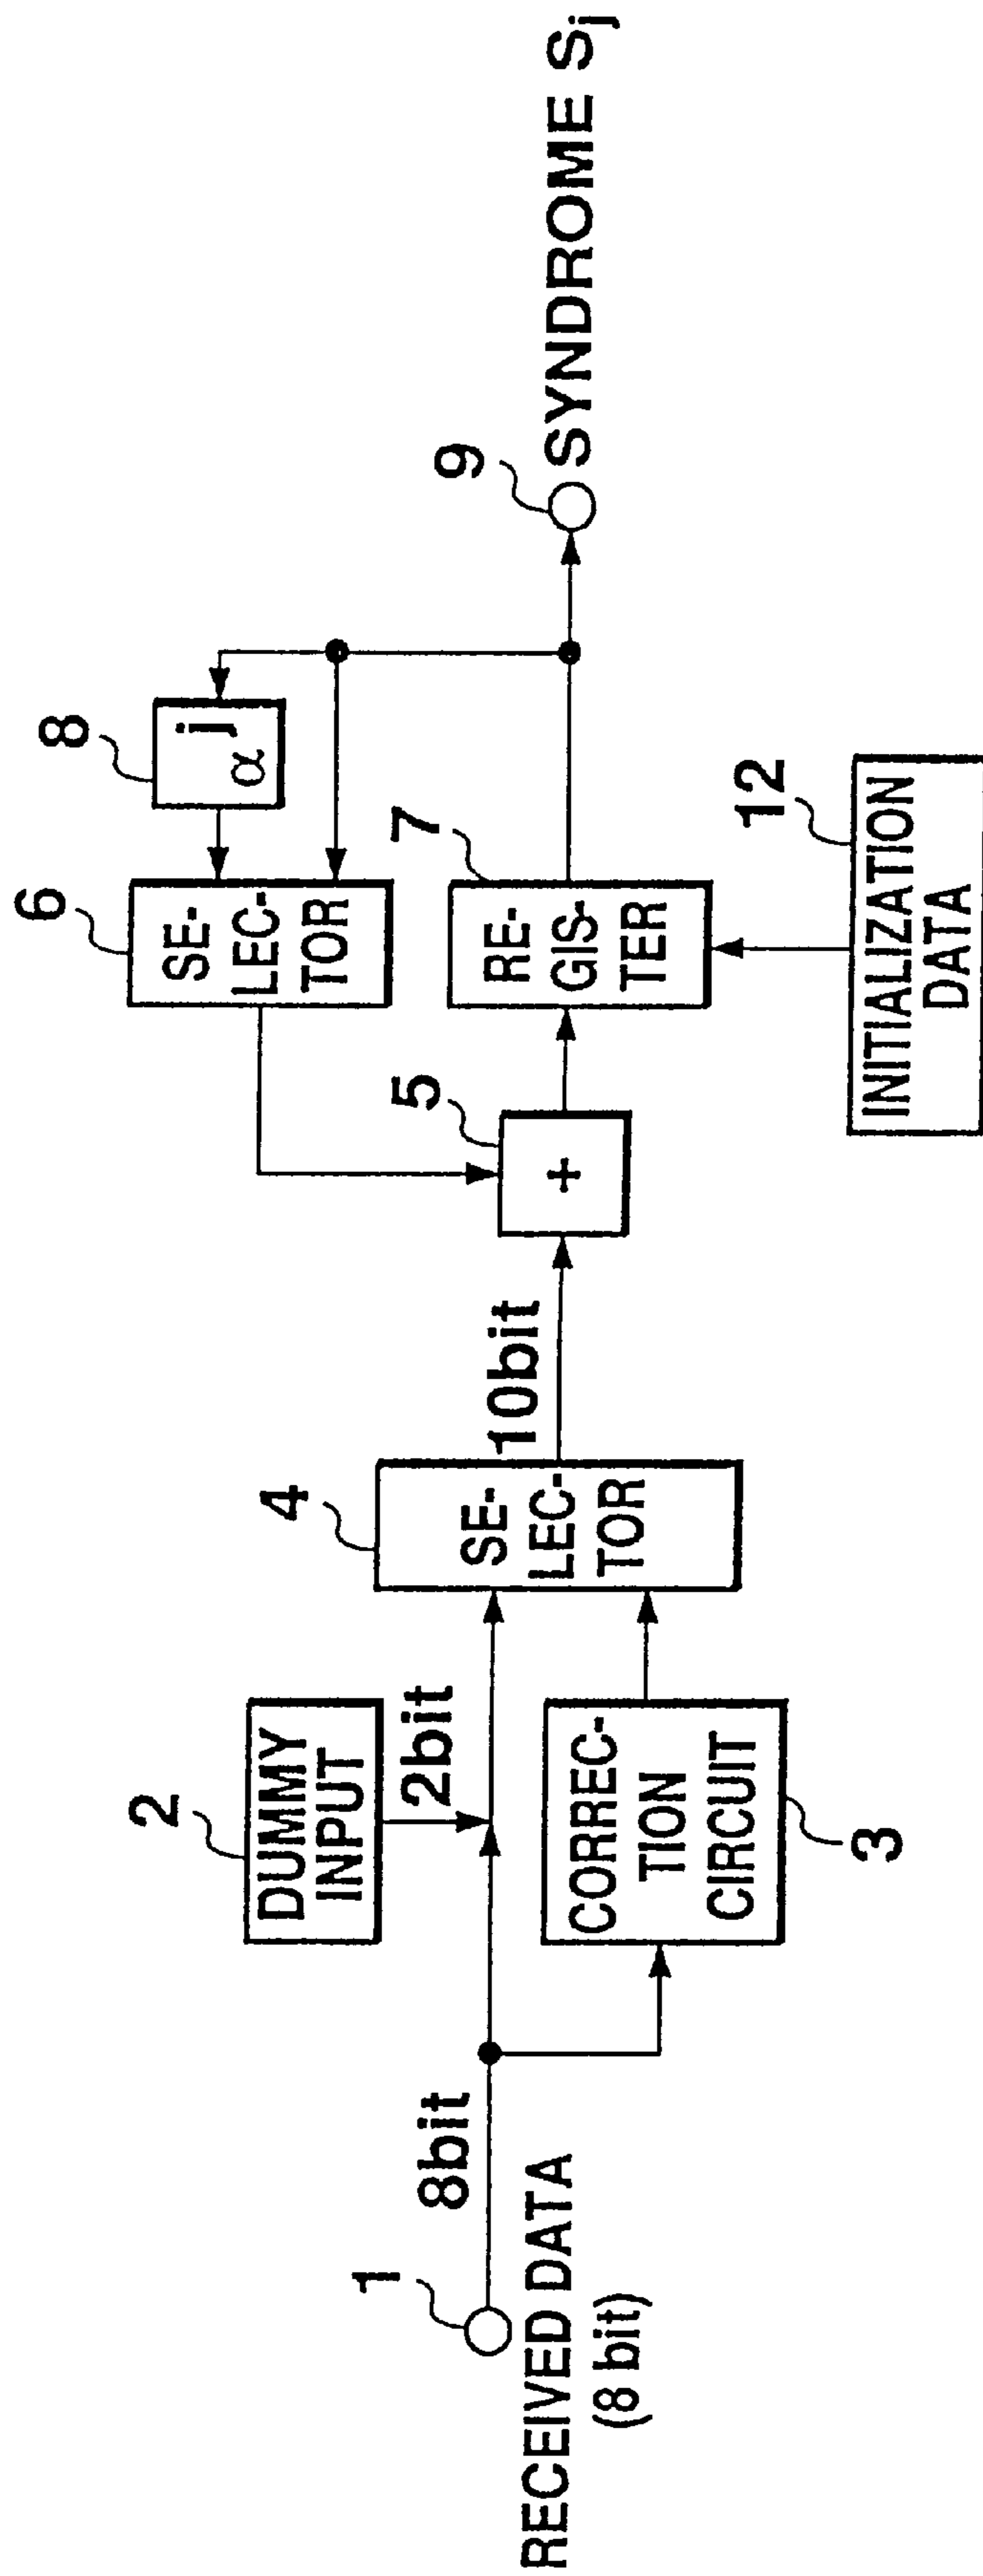 1
RECEIVED DATA
(8 bit)
8bit
2
DUMMY
INPUT
2bit
CORREC-
TION
CIRCUIT
3
4
SE-
LEC-
TOR
10bit
5
+
6
SE-
LEC-
TOR
7
RE-
GIS-
TER
8
α^j
12
INITIALIZATION
DATA
9
SYNDROME Sj